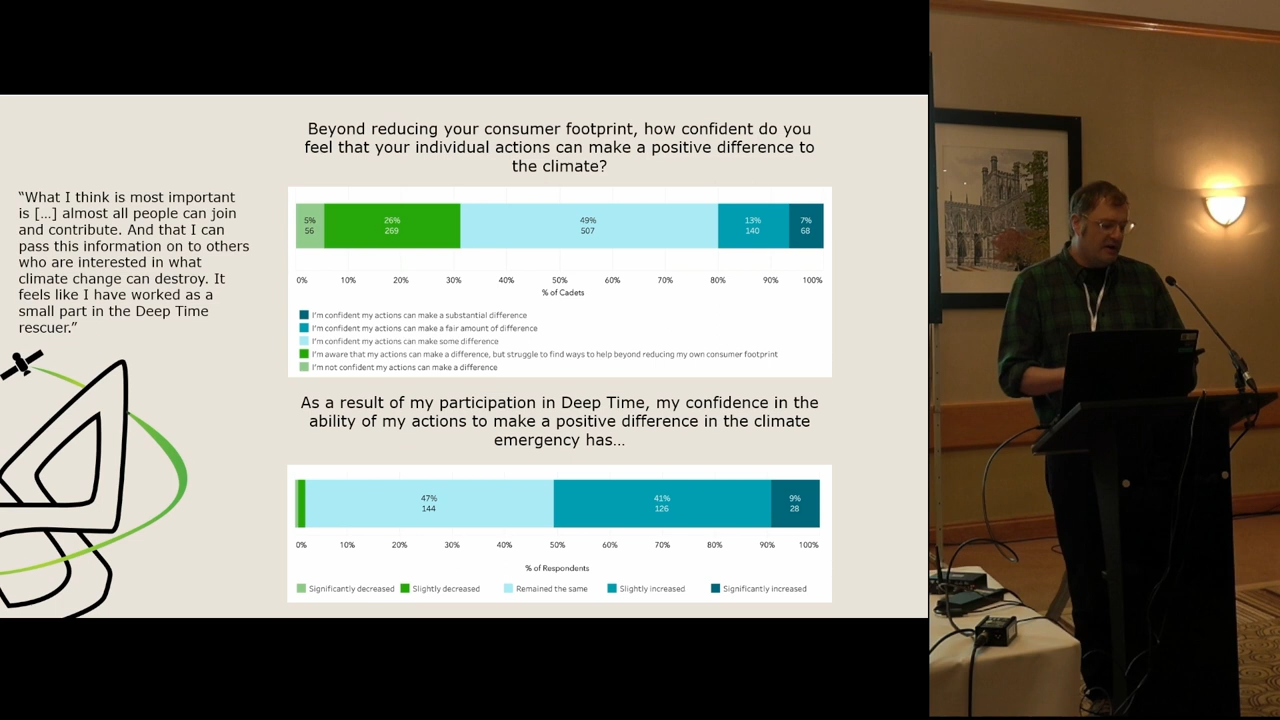 Beyond reducing your consumer footprint, how confident do you
feel that your individual actions can make a positive difference to
the climate?
“What I think is most important
is […] almost all people can join
and contribute. And that I can
pass this information on to others
who are interested in what
climate change can destroy. It
feels like I have worked as a
small part in the Deep Time
rescuer.”
5% 26% 49% 13% 7%
56 269 507 140 68
0% 10% 20% 30% 40% 50% 60% 70% 80% 90% 100%
% of Cadets
I'm confident my actions can make a substantial difference
I'm confident my actions can make a fair amount of difference
I'm confident my actions can make some difference
I'm aware that my actions can make a difference, but struggle to find ways to help beyond reducing my own consumer footprint
I'm not confident my actions can make a difference
As a result of my participation in Deep Time, my confidence in the
ability of my actions to make a positive difference in the climate
emergency has…
47% 41% 9%
144 126 28
0% 10% 20% 30% 40% 50% 60% 70% 80% 90% 100%
% of Respondents
Significantly decreased Slightly decreased Remained the same Slightly increased Significantly increased